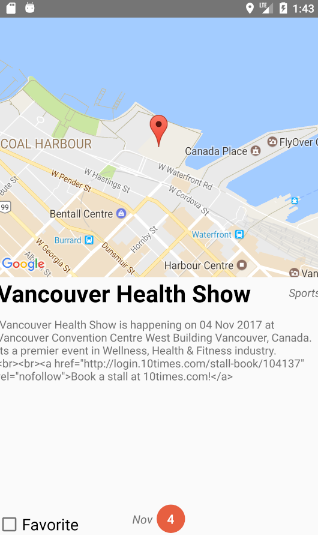 LTE 1:43
COAL HARBOUR
FlyOver C
Canada Place
W Waterfront Rd
W Hastings St
W Pender St
W Cordova St
99
Bentall Centre
Burrard
Hornby St
Waterfront
W Georgia St
Dunsmuir St
Google
Harbour Centre
Van
Vancouver Health Show
Sports
Vancouver Health Show is happening on 04 Nov 2017 at
Vancouver Convention Centre West Building Vancouver, Canada.
ts a premier event in Wellness, Health & Fitness industry.
<br><br><a href="http://login.10times.com/stall-book/104137"
rel="nofollow">Book a stall at 10times.com!</a>
Nov 4
Favorite